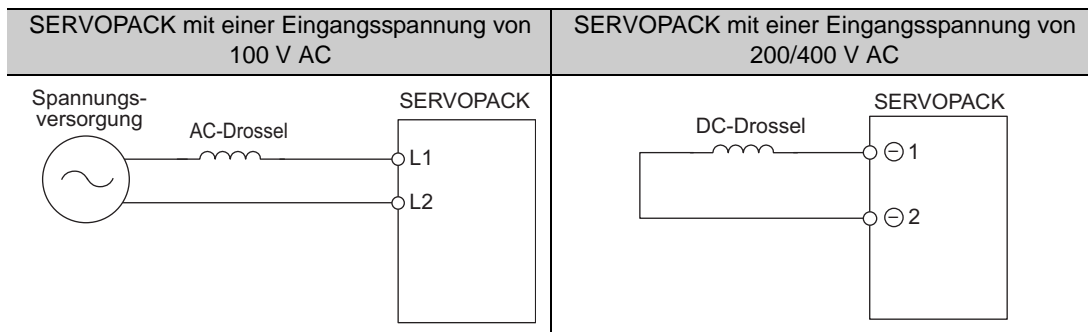 SERVOPACK mit einer Eingangsspannung von
100 V AC
SERVOPACK mit einer Eingangsspannung von
200/400 V AC
Spannungs-
versorgung
AC-Drossel
SERVOPACK
L1
L2
DC-Drossel
SERVOPACK
⊖ 1
⊖ 2